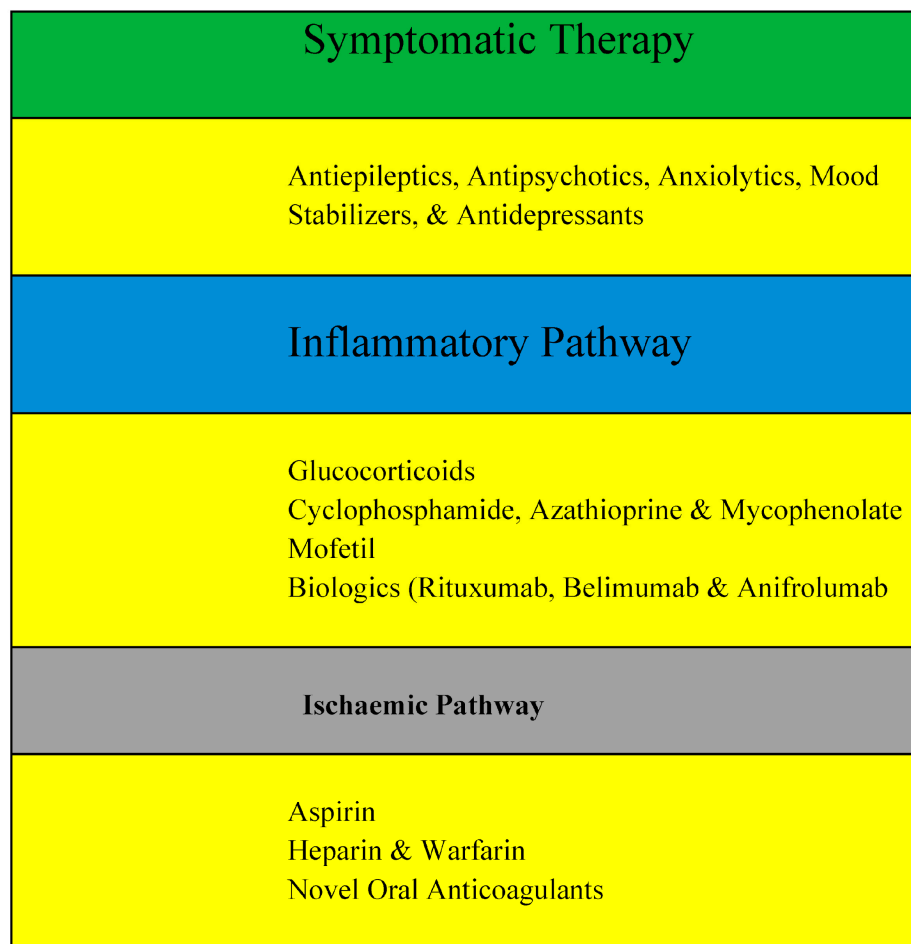 Symptomatic Therapy
Antiepileptics, Antipsychotics, Anxiolytics, Mood
Stabilizers, & Antidepressants
Inflammatory Pathway
Glucocorticoids
Cyclophosphamide, Azathioprine & Mycophenolate
Mofetil
Biologics (Rituxumab, Belimumab & Anifrolumab
Ischaemic Pathway
Aspirin
Heparin & Warfarin
Novel Oral Anticoagulants